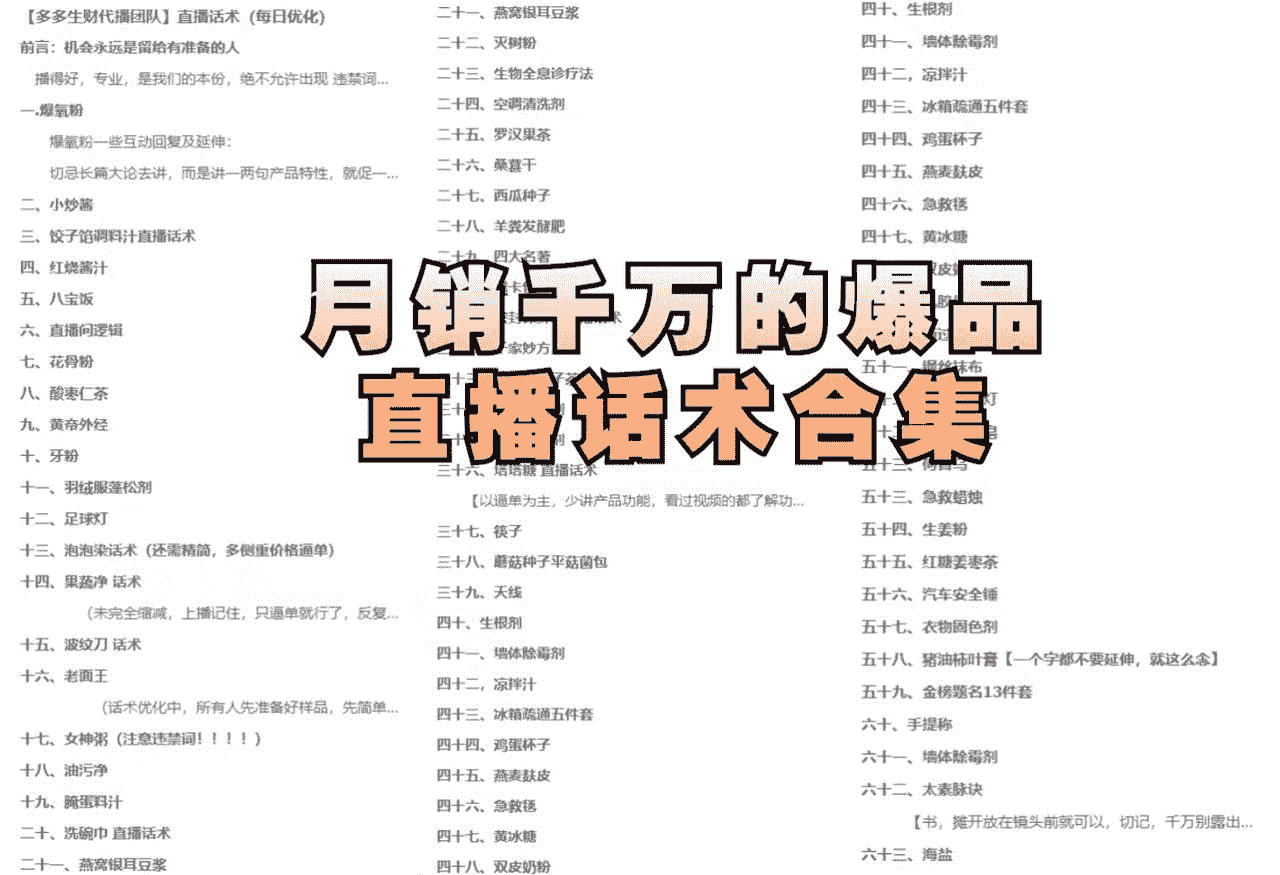 【多多生财代播团队】直播话术（每日优化）
前言：机会永远是留给有准备的人
播得好，专业，是我们的本份，绝不允许出现 违禁词...
一.爆氧粉
爆氧粉一些互动回复及延伸：
切忌长篇大论去讲，而是讲一两句产品特性，就促一...
二、小炒酱
三、饺子馅调料汁直播话术
四、红烧酱汁
五、八宝饭
六、直播间逻辑
七、花骨粉
八、酸枣仁茶
九、黄帝外经
十、牙粉
十一、羽绒服蓬松剂
十二、足球灯
十三、泡泡染话术（还需精简，多侧重价格逼单）
十四、果蔬净 话术
（未完全缩减，上播记住，只逼单就行了，反复...
十五、波纹刀 话术
十六、老面王
（话术优化中，所有人先准备好样品，先简单...
十七、女神粥（注意违禁词！！！！）
十八、油污净
十九、腌蛋料汁
二十、洗碗巾 直播话术
二十一、燕窝银耳豆浆
二十一、燕窝银耳豆浆
二十二、灭树粉
二十三、生物全息诊疗法
二十四、空调清洗剂
二十五、罗汉果茶
二十六、桑葚干
二十七、西瓜种子
二十八、羊粪发酵肥
二十九、四大名著
月销千万的爆品
直播话术合集
三十六、塔塔糖 直播话术
【以逼单为主，少讲产品功能，看过视频的都了解功...
三十七、筷子
三十八、蘑菇种子平菇菌包
三十九、天线
四十、生根剂
四十一、墙体除霉剂
四十二，凉拌汁
四十三、冰箱疏通五件套
四十四、鸡蛋杯子
四十五、燕麦麸皮
四十六、急救毯
四十七、黄冰糖
四十八、双皮奶粉
四十、生根剂
四十一、墙体除霉剂
四十二，凉拌汁
四十三、冰箱疏通五件套
四十四、鸡蛋杯子
四十五、燕麦麸皮
四十六、急救毯
四十七、黄冰糖
五十一、钢丝抹布
五十三、何首乌
五十三、急救蜡烛
五十四、生姜粉
五十五、红糖姜枣茶
五十六、汽车安全锤
五十七、衣物固色剂
五十八、猪油柿叶膏【一个字都不要延伸，就这么念】
五十九、金榜题名13件套
六十、手提称
六十一、墙体除霉剂
六十二、太素脉诀
【书，摊开放在镜头前就可以，切记，千万别露出...
六十三、海盐